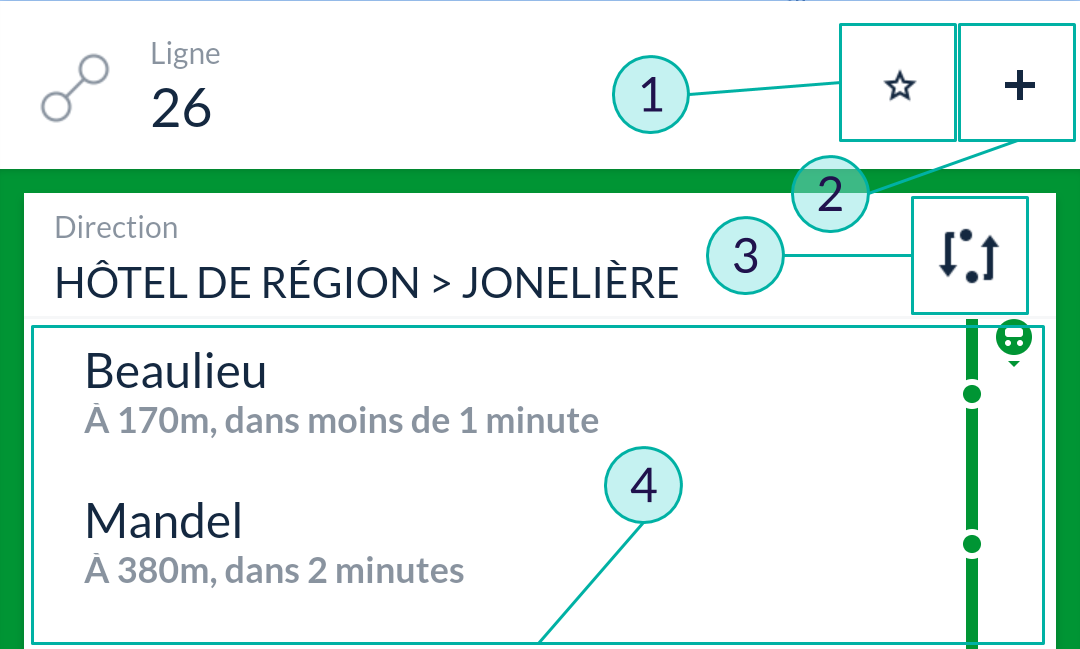 Ligne
26
1
2
Direction
3
HÔTEL DE RÉGION > JONELIÈRE
Beaulieu
À 170m, dans moins de 1 minute
4
Mandel
À 380m, dans 2 minutes